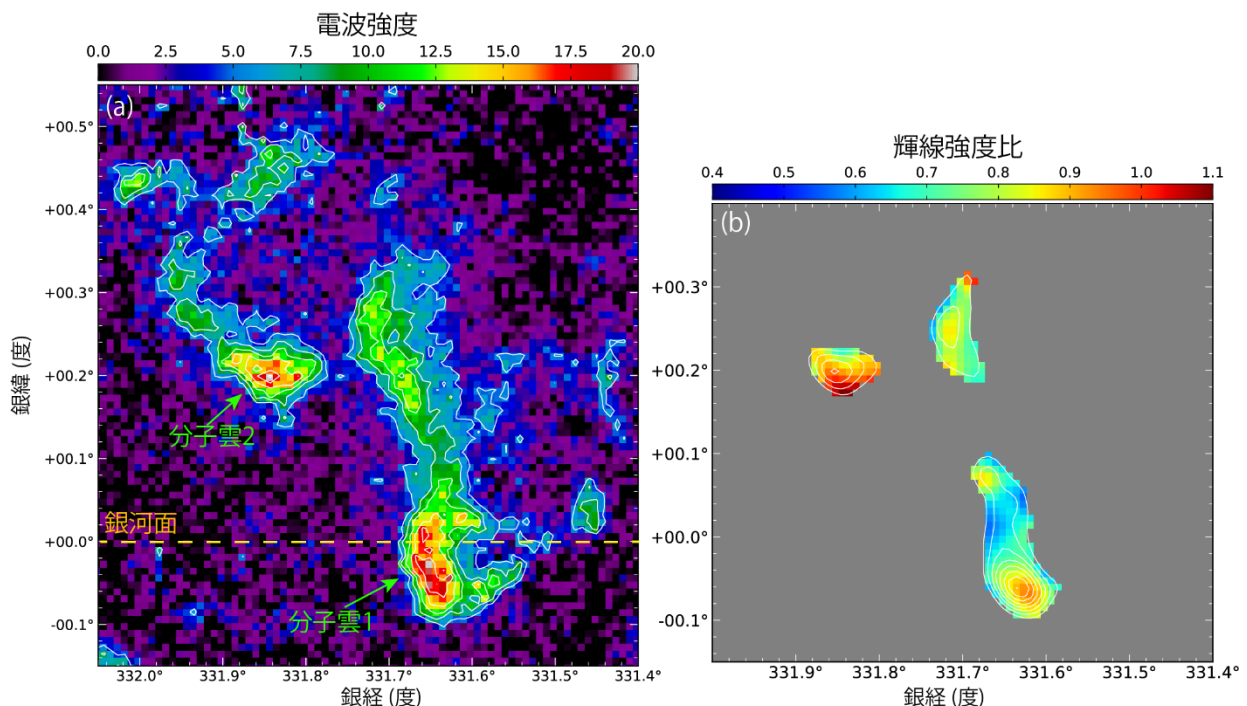 電波強度
0.0 2.5 5.0 7.5 10.0 12.5 15.0 17.5 20.0
(a)
+00.5°
+00.4°
+00.3°
+00.2°
+00.1°
+00.0°
-00.1°
銀緯 (度)
分子雲2
銀河面
分子雲1
332.0 331.9 331.8 331.7 331.6 331.5 331.4°
銀経 (度)
輝線強度比
0.4 0.5 0.6 0.7 0.8 0.9 1.0 1.1
(b)
+00.3°
+00.2°
+00.1°
+00.0°
-00.1°
331.9° 331.8° 331.7° 331.6° 331.5° 331.4°
銀経 (度)